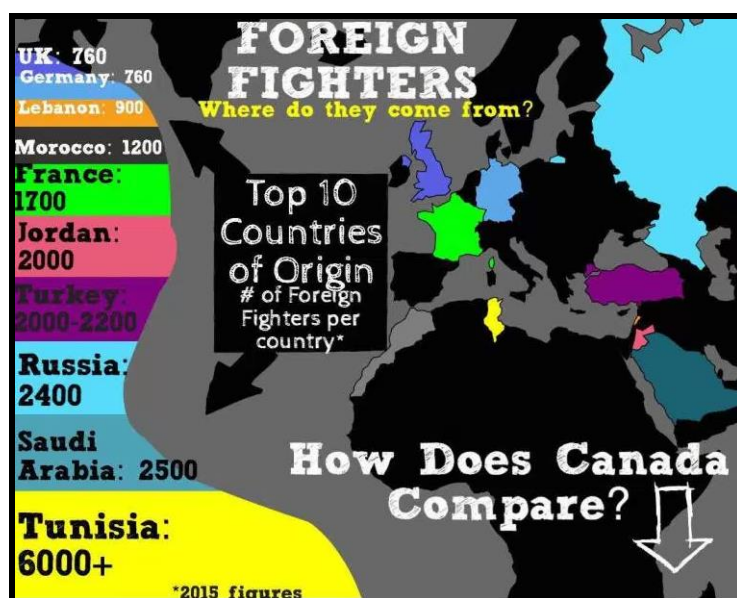 FOREIGN
FIGHTERS
Where do they come from?
UK: 760
Germany: 760
Lebanon: 900
Morocco: 1200
France:
1700
Jordan:
2000
Turkey:
2000-2200
Russia:
2400
Saudi
Arabia: 2500
Tunisia:
6000+
*2015 figures
Top 10
Countries
of Origin
# of Foreign
Fighters per
country*
How Does Canada
Compare?